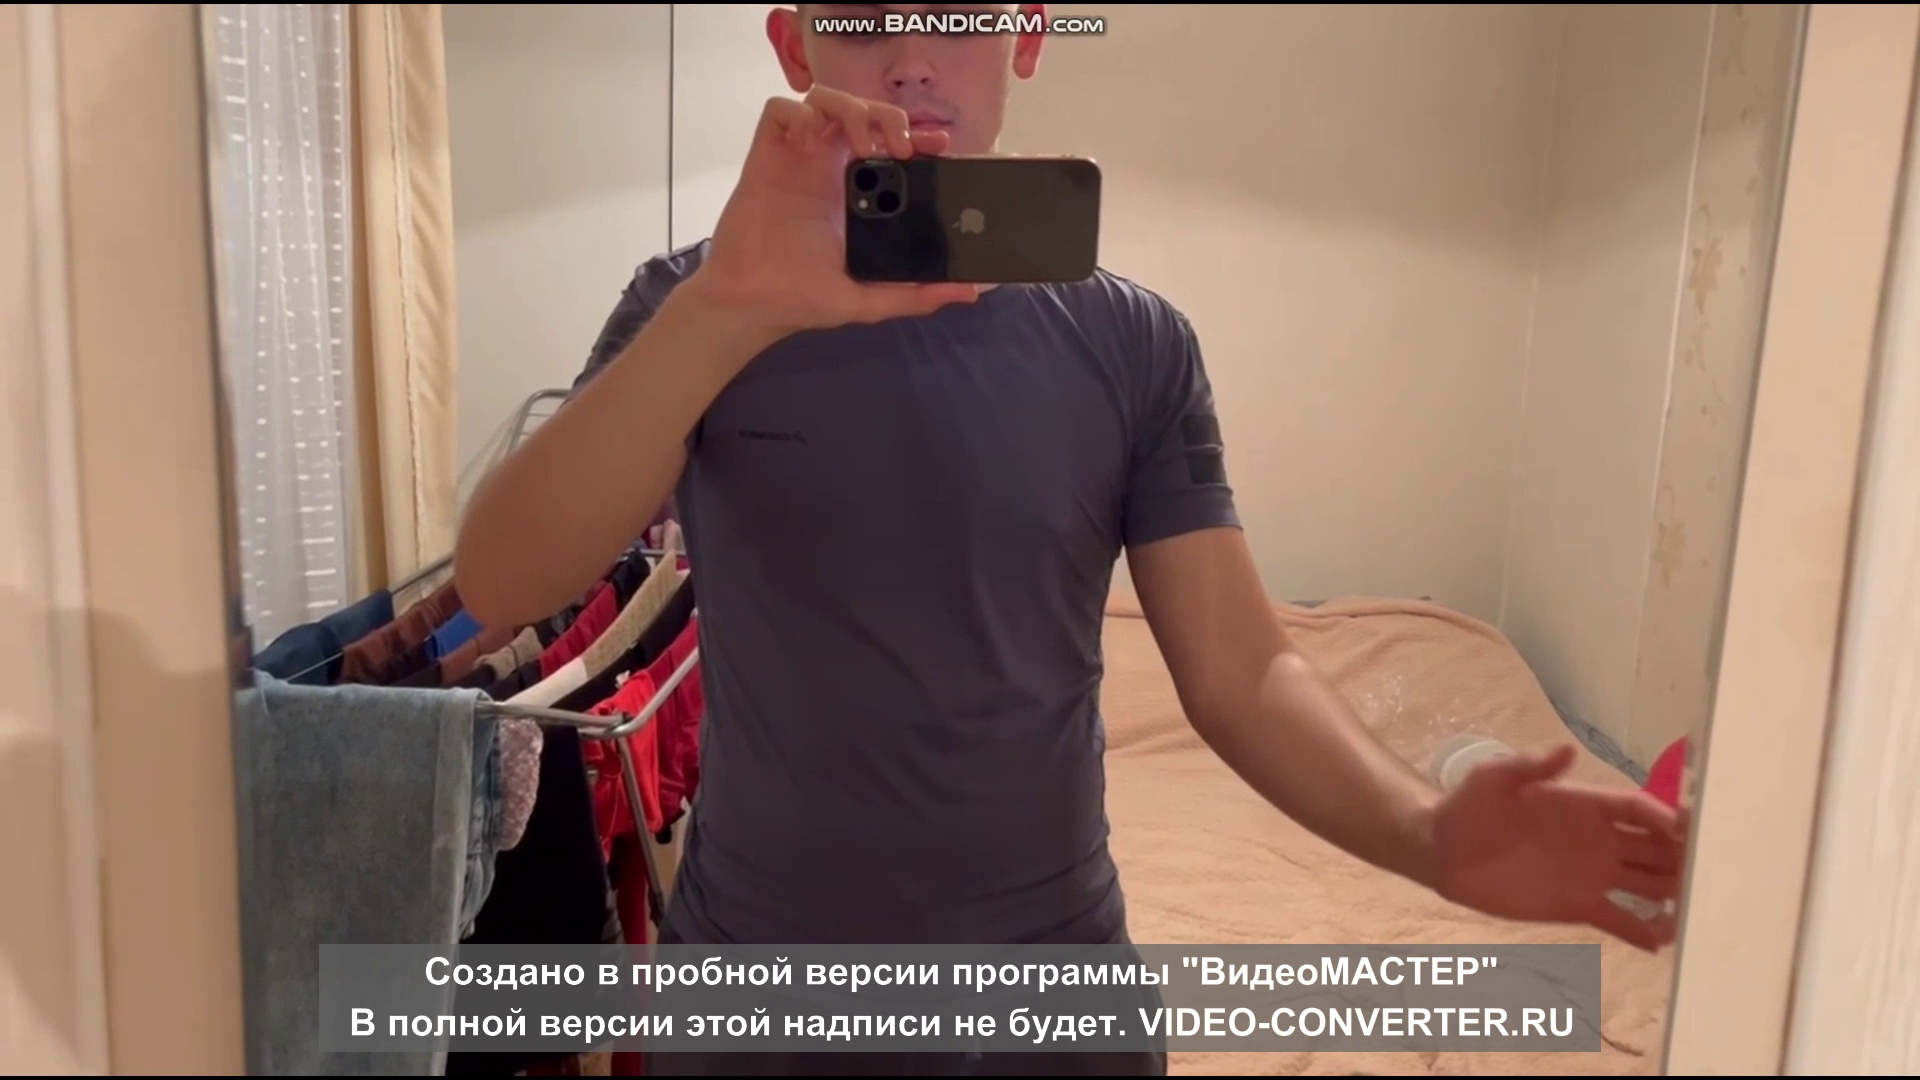 www.BANDICAM.com
Создано в пробной версии программы "ВидеоМАСТЕР"
В полной версии этой надписи не будет. VIDEO-CONVERTER.RU